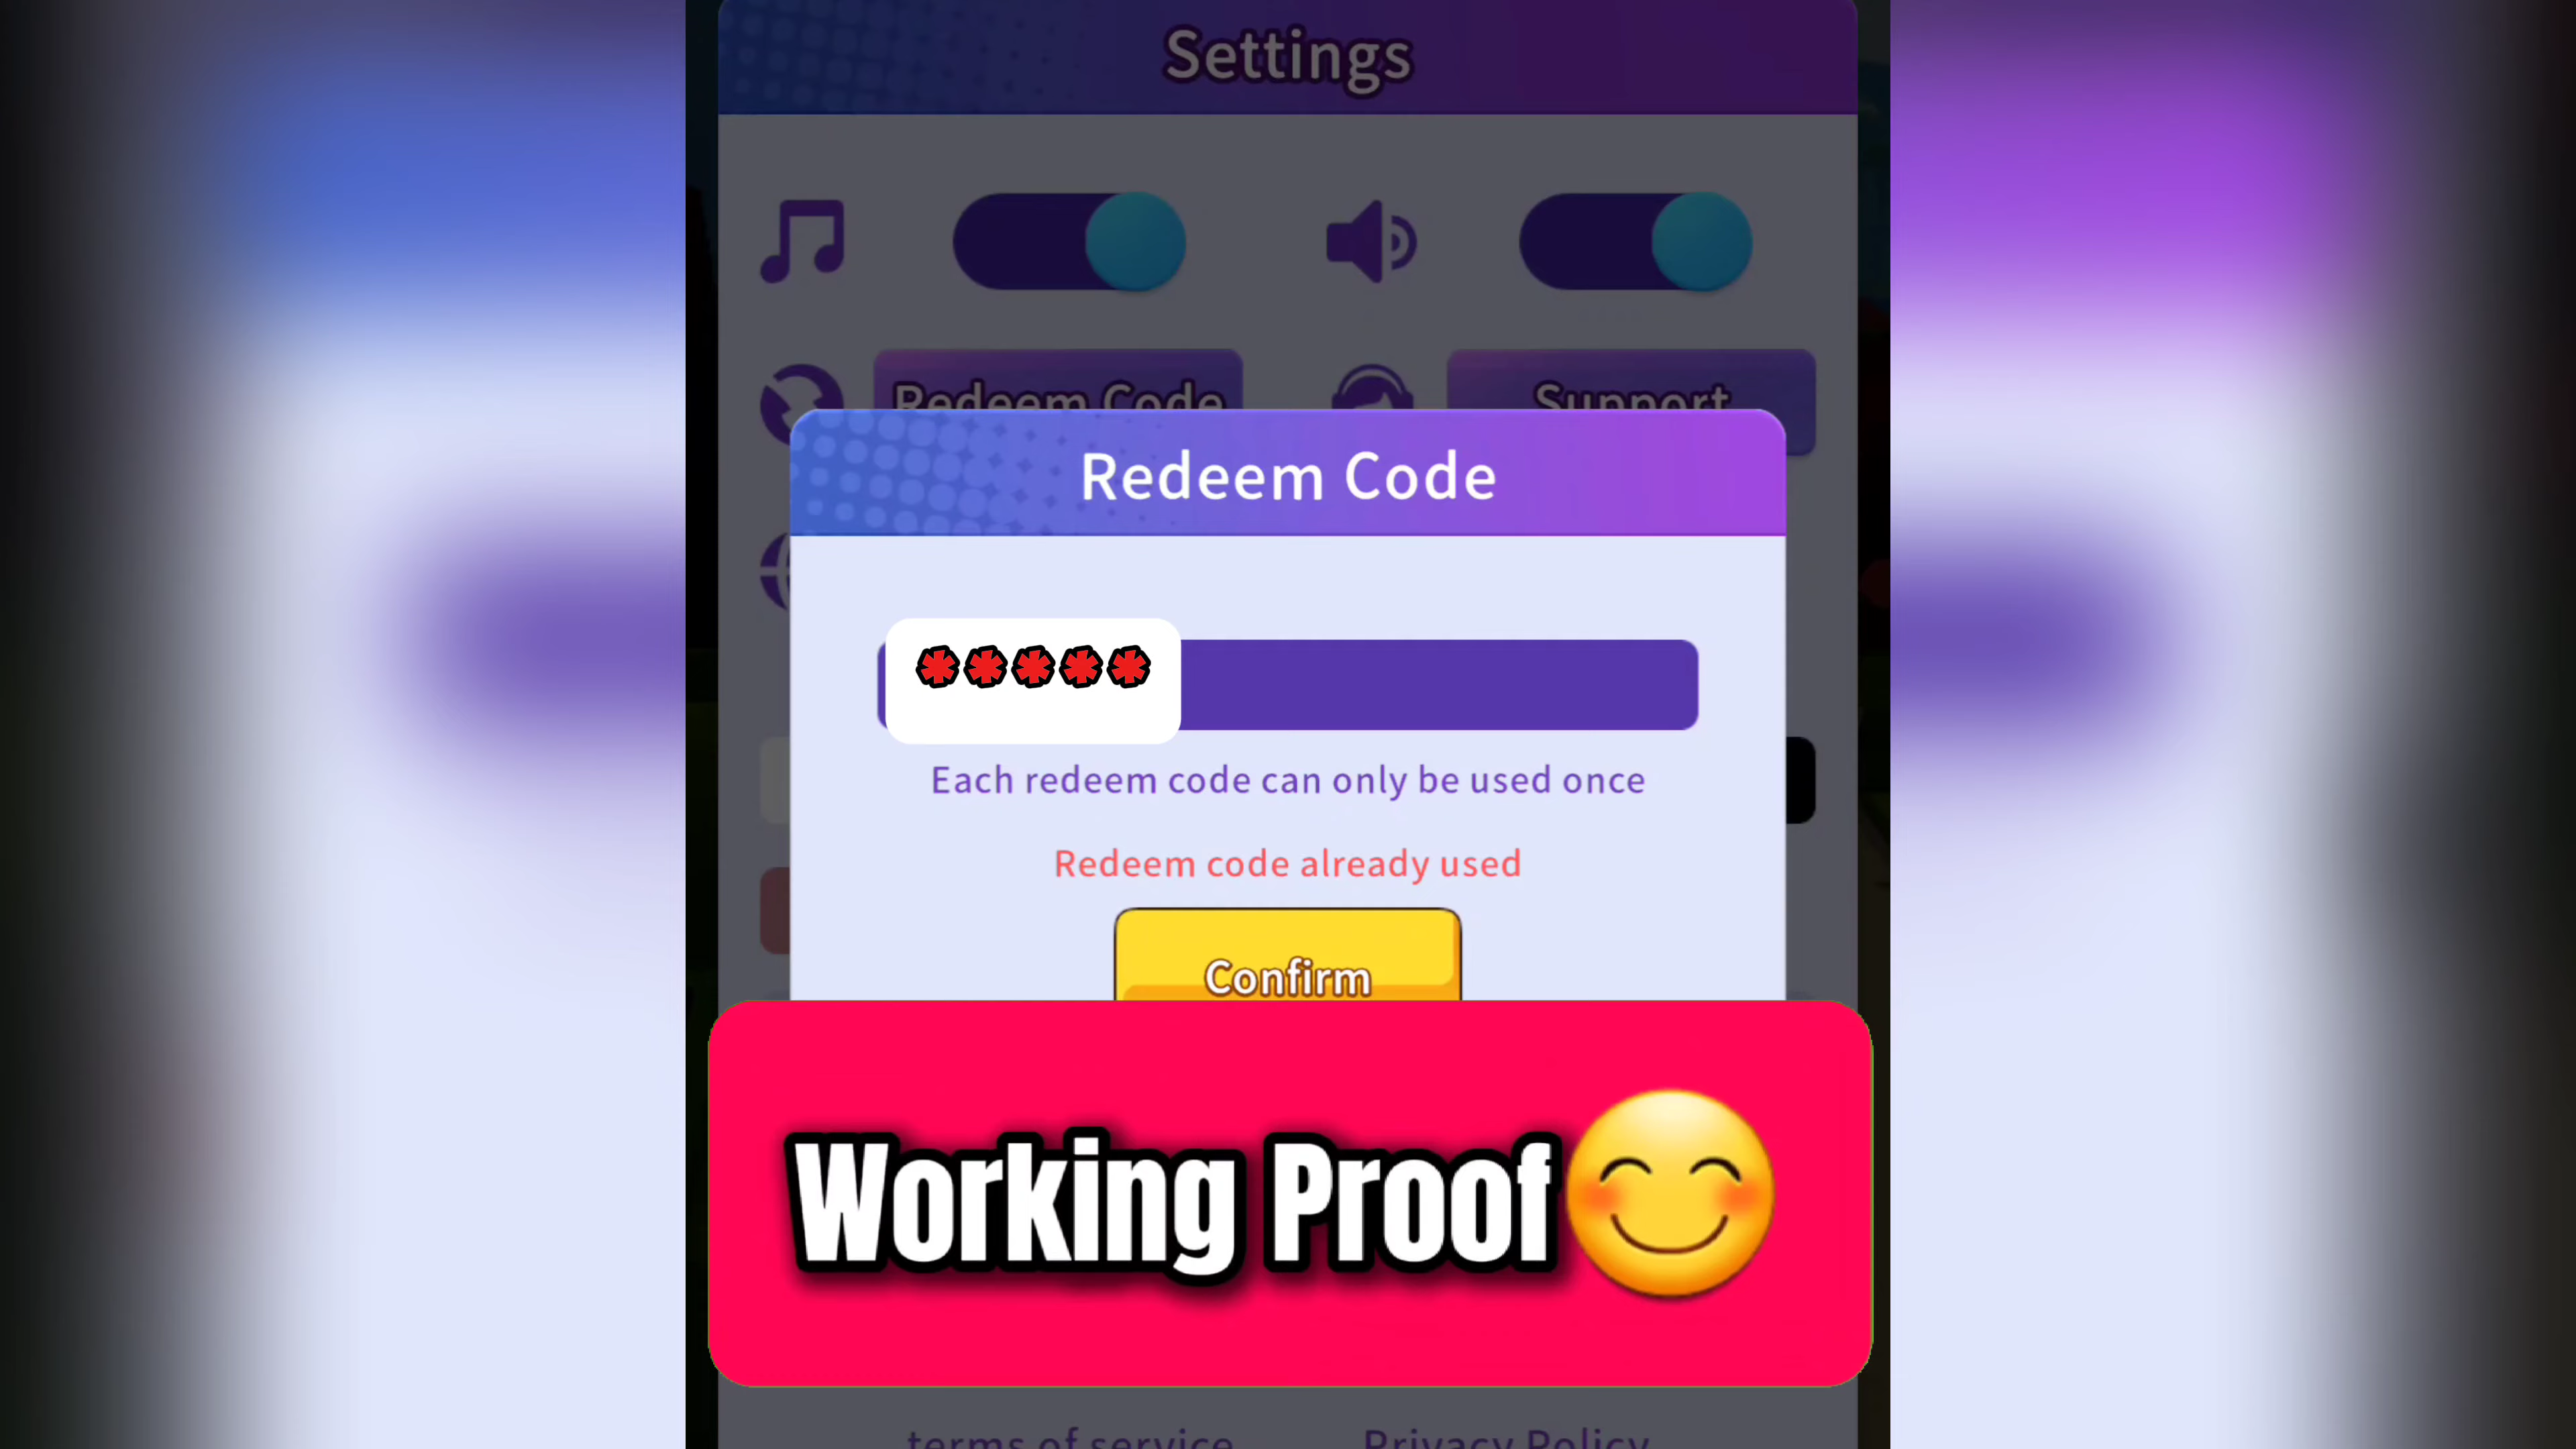 Settings
Redeem Code
Support
Redeem Code
*****
Each redeem code can only be used once
Redeem code already used
Confirm
Working Proof😊
terms of service
Privacy Policy